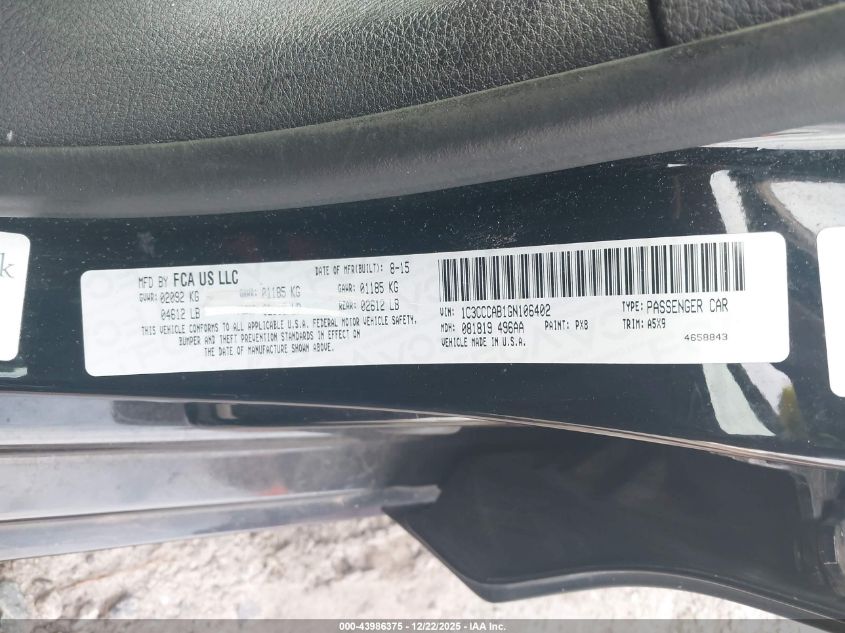 k
MFD BY FCA US LLC DATE OF MFR(BUILT): 8-15
GVWR: 02092 KG GAWR: 01185 KG GAWR: 01185 KG
04612 LB REAR: 02612 LB
THIS VEHICLE CONFORMS TO ALL APPLICABLE U.S.A. FEDERAL MOTOR VEHICLE SAFETY,
BUMPER AND THEFT PREVENTION STANDARDS IN EFFECT ON
THE DATE OF MANUFACTURE SHOWN ABOVE.
VIN: 1C3CCCAB1GN106402 TYPE: PASSENGER CAR
MDH: 081819 496AA PAINT: PX8 TRIM: A5X9
VEHICLE MADE IN U.S.A. 4658843
000-43986375 - 12/22/2025 - IAA Inc.